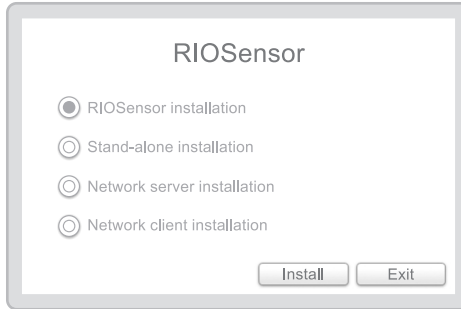 RIOSensor
RIOSensor installation
Stand-alone installation
Network server installation
Network client installation
Install
Exit